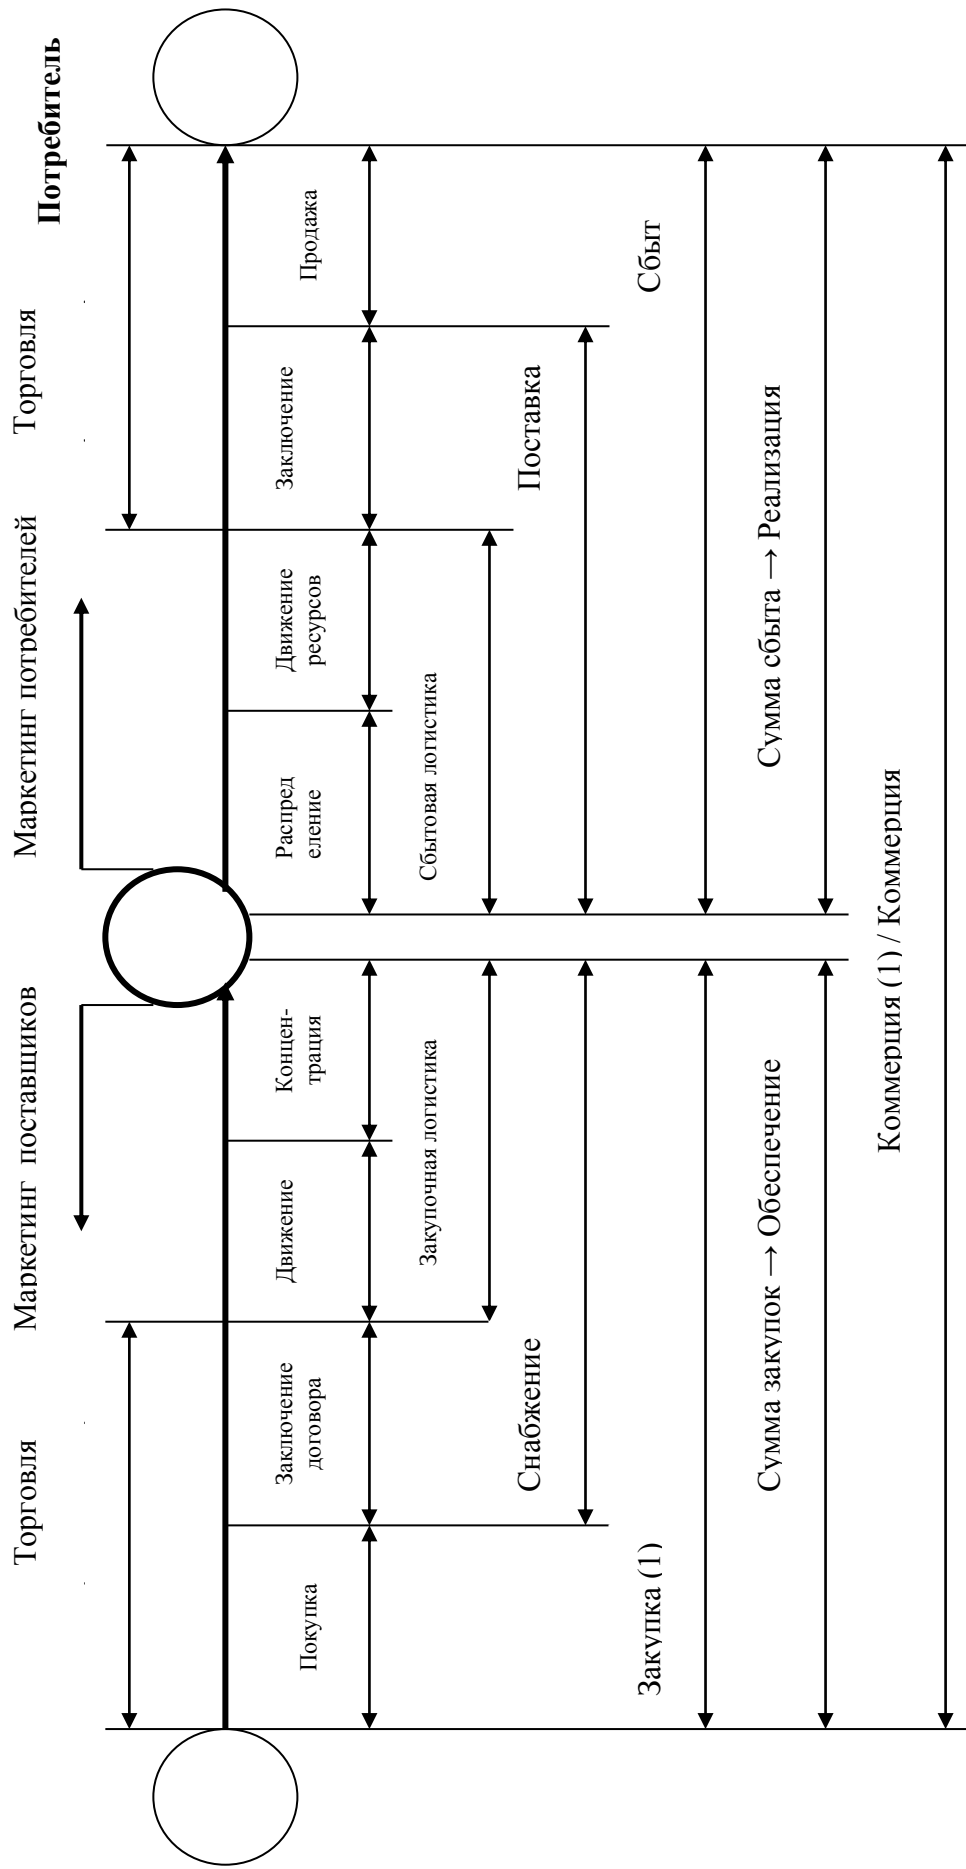 Потребитель
Торговля
Маркетинг поставщиков
Маркетинг потребителей
Торговля
Покупка
Заключение
договора
Движение
Концен-
трация
Распред
еление
Движение
ресурсов
Заключение
Продажа
Закупочная логистика
Сбытовая логистика
Снабжение
Поставка
Закупка (1)
Сбыт
Сумма закупок → Обеспечение
Сумма сбыта → Реализация
Коммерция (1) / Коммерция